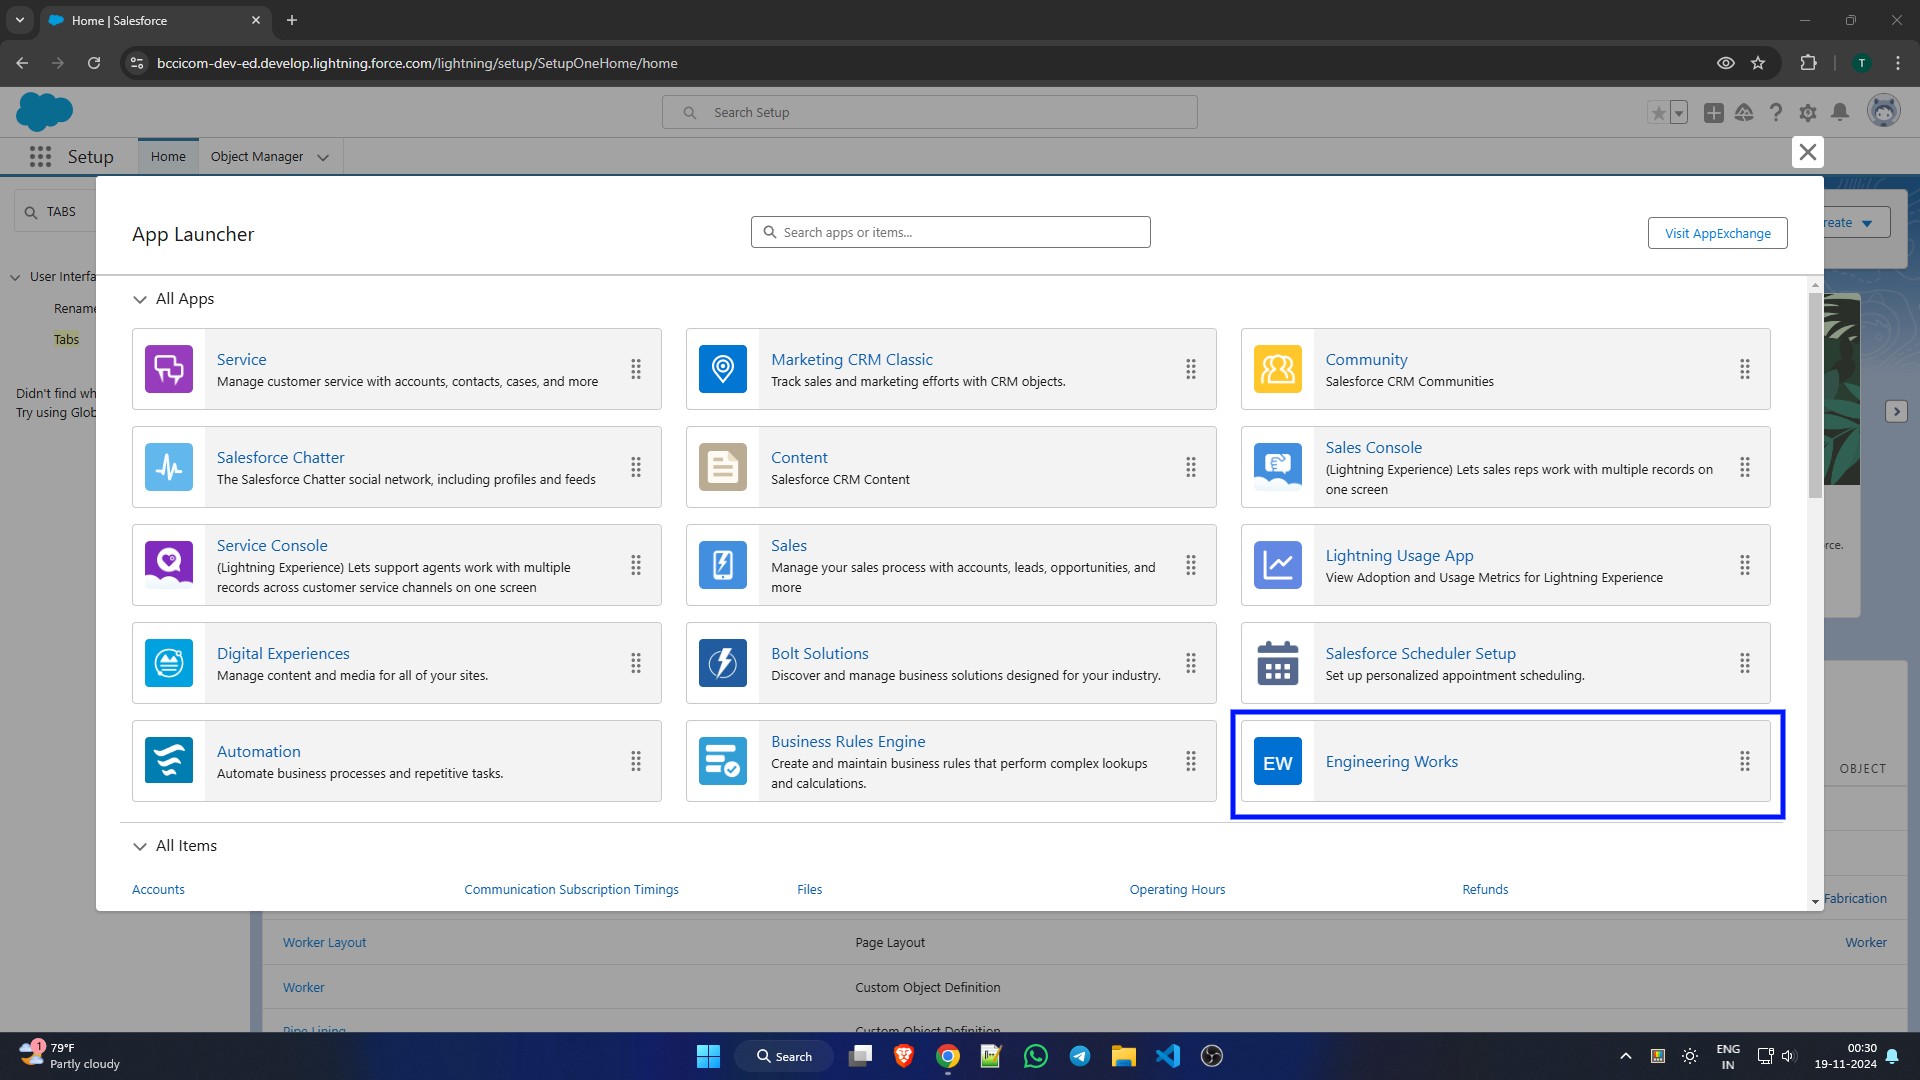 Home | Salesforce
bccicom-dev-ed.develop.lightning.force.com/lightning/setup/SetupOneHome/home
T
Search Setup
Setup
Home
Object Manager
TABS
App Launcher
Search apps or items...
Visit AppExchange
reate
User Interfa
Rename
Tabs
Didn't find wh
Try using Glob
All Apps
Service
Manage customer service with accounts, contacts, cases, and more
Marketing CRM Classic
Track sales and marketing efforts with CRM objects.
Community
Salesforce CRM Communities
Salesforce Chatter
The Salesforce Chatter social network, including profiles and feeds
Content
Salesforce CRM Content
Sales Console
(Lightning Experience) Lets sales reps work with multiple records on
one screen
Service Console
(Lightning Experience) Lets support agents work with multiple
records across customer service channels on one screen
Sales
Manage your sales process with accounts, leads, opportunities, and
more
Lightning Usage App
View Adoption and Usage Metrics for Lightning Experience
rce.
Digital Experiences
Manage content and media for all of your sites.
Bolt Solutions
Discover and manage business solutions designed for your industry.
Salesforce Scheduler Setup
Set up personalized appointment scheduling.
Automation
Automate business processes and repetitive tasks.
Business Rules Engine
Create and maintain business rules that perform complex lookups
and calculations.
EW
Engineering Works
OBJECT
All Items
Accounts
Communication Subscription Timings
Files
Operating Hours
Refunds
Fabrication
Worker Layout
Page Layout
Worker
Worker
Custom Object Definition
Pipe Lining
Custom Object Definition
1
79°F
Partly cloudy
Search
ENG
IN
00:30
19-11-2024